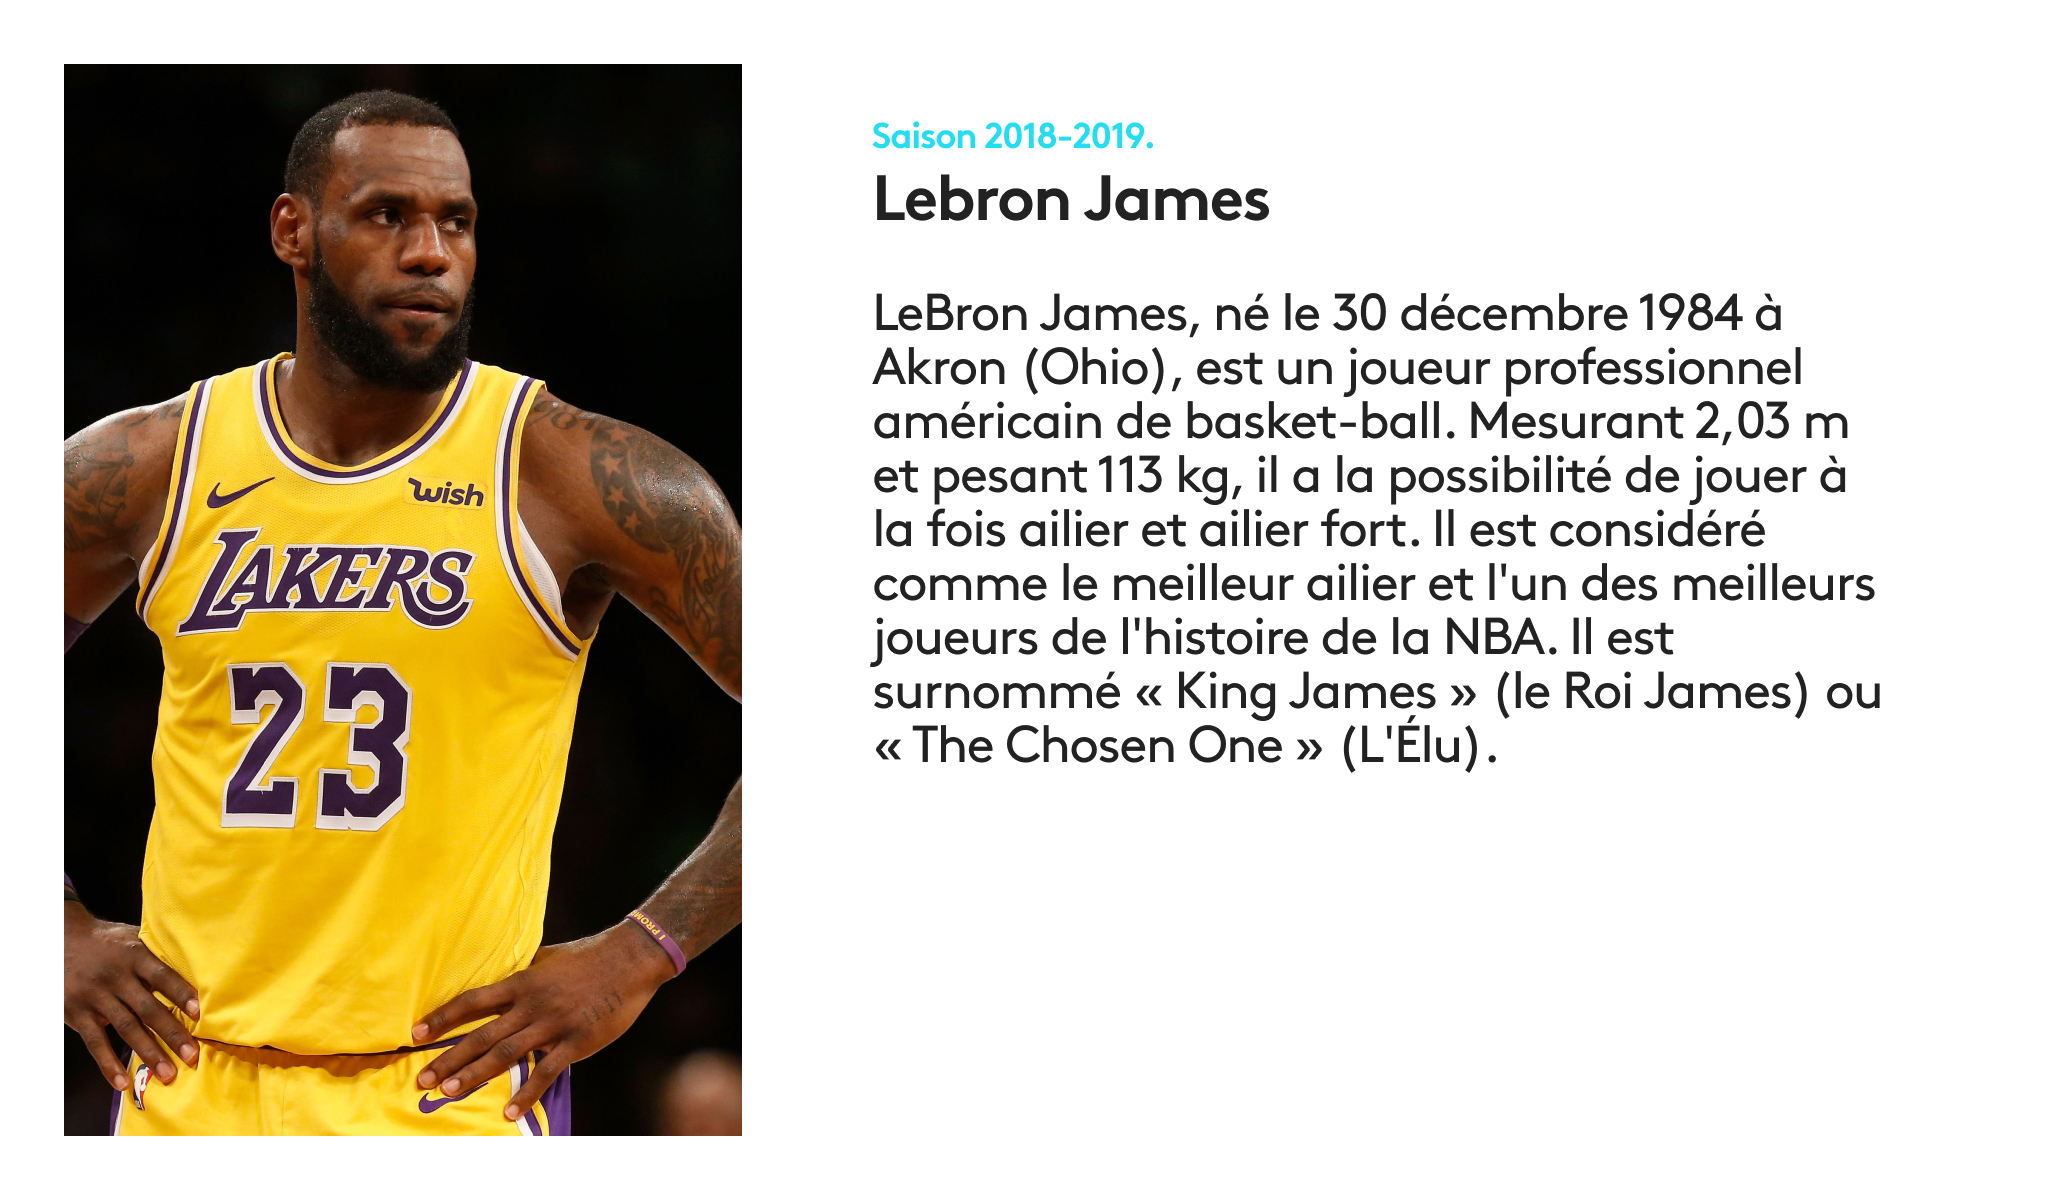 Saison 2018-2019.
Lebron James
LeBron James, né le 30 décembre 1984 à
Akron (Ohio), est un joueur professionnel
américain de basket-ball. Mesurant 2,03 m
et pesant 113 kg, il a la possibilité de jouer à
la fois ailier et ailier fort. Il est considéré
comme le meilleur ailier et l'un des meilleurs
joueurs de l'histoire de la NBA. Il est
surnommé « King James » (le Roi James) ou
« The Chosen One » (L'Élu).
wish
LAKERS
23
I PROM